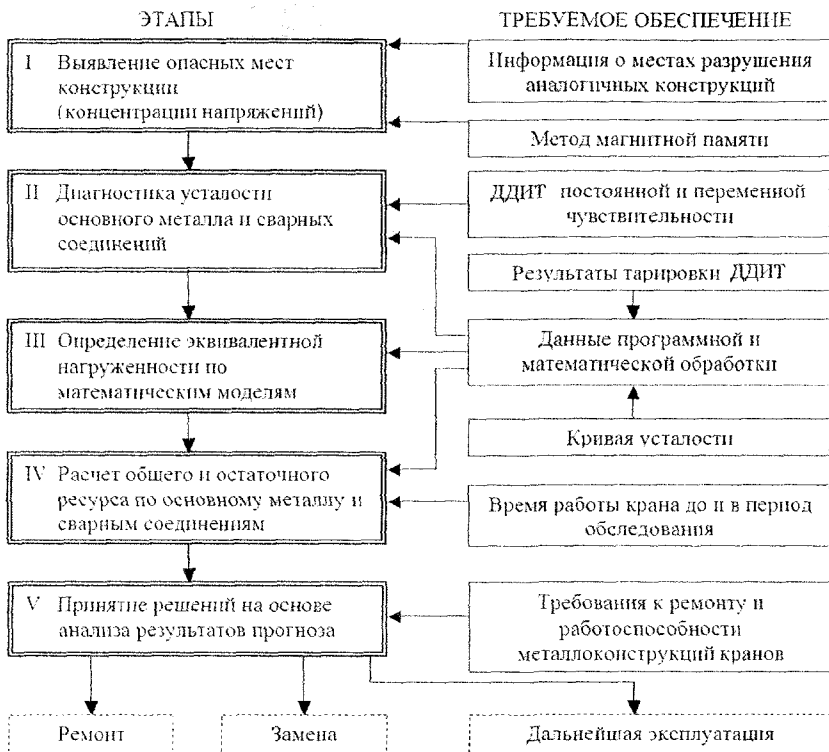 ЭТАПЫ
ТРЕБУЕМОЕ ОБЕСПЕЧЕНИЕ
I Выявление опасных мест
конструкции
(концентрации напряжений)
Информация о местах разрушения
аналогичных конструкций
Метод магнитной памяти
II Диагностика усталости
основного металла и сварных
соединений
ДДИТ постоянной и переменной
чувствительности
Результаты тарировки ДДИТ
III Определение эквивалентной
нагруженности по
математическим моделям
Данные программной и
математической обработки
Кривая усталости
IV Расчет общего и остаточного
ресурса по основному металлу и
сварным соединениям
Время работы крана до и в период
обследования
V Принятие решений на основе
анализа результатов прогноза
Требования к ремонту и
работоспособности
металлоконструкций кранов
Ремонт
Замена
Дальнейшая эксплуатация